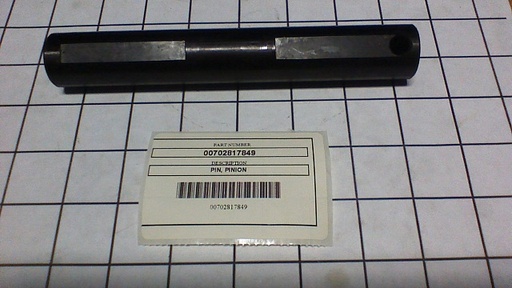 PART NUMBER
00702817849
DESCRIPTION
PIN, PINION
00702817849